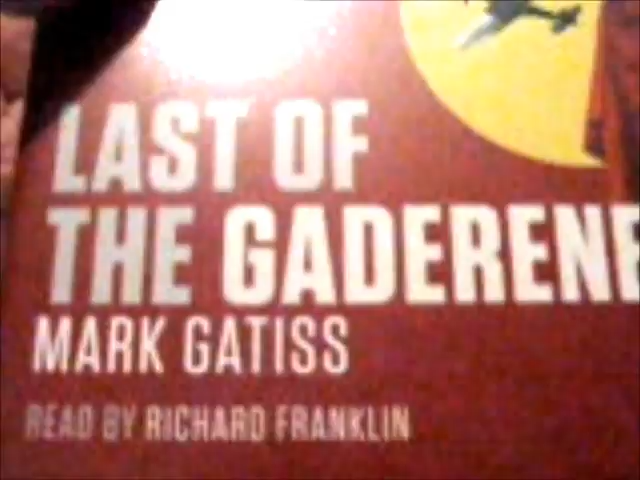 LAST OF
THE GADERENE
MARK GATISS
READ BY RICHARD FRANKLIN